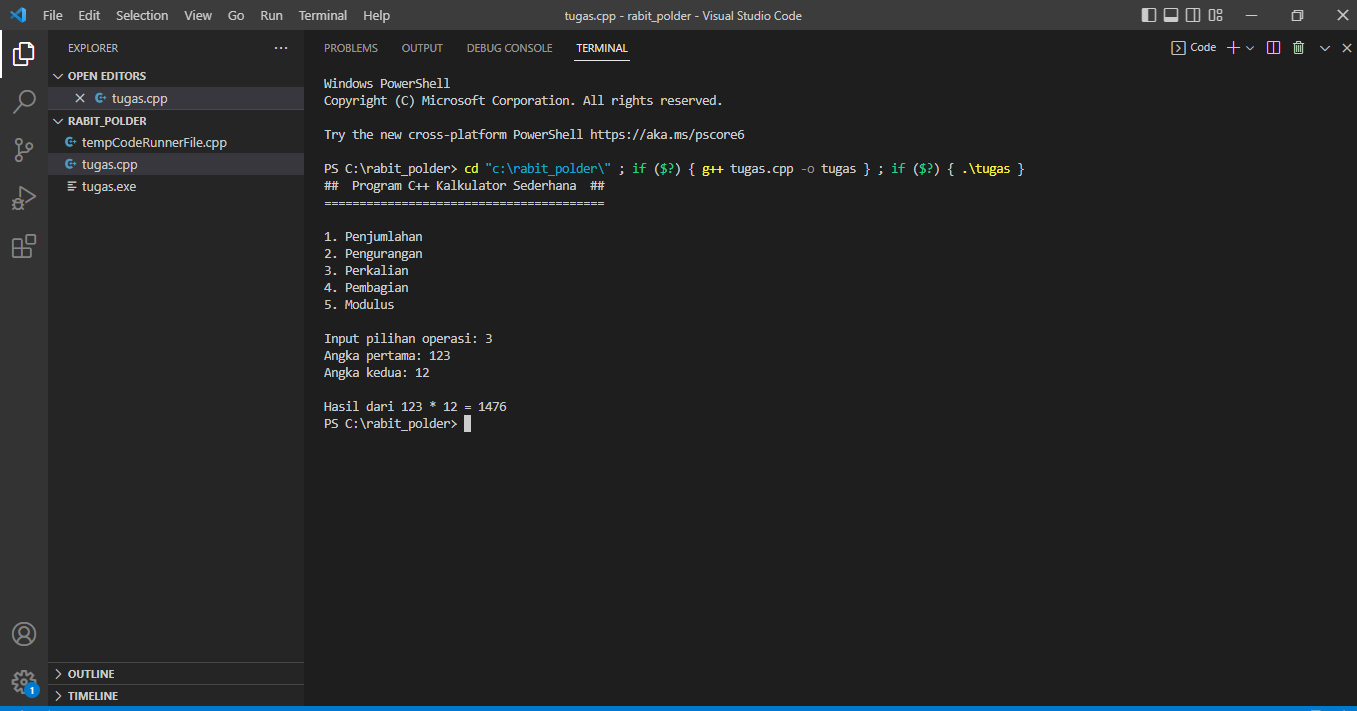 File Edit Selection View Go Run Terminal Help
tugas.cpp - rabit_polder - Visual Studio Code
EXPLORER
OPEN EDITORS
tugas.cpp
RABIT_POLDER
tempCodeRunnerFile.cpp
tugas.cpp
tugas.exe
OUTLINE
TIMELINE
1
PROBLEMS OUTPUT DEBUG CONSOLE TERMINAL
Code
Windows PowerShell
Copyright (C) Microsoft Corporation. All rights reserved.
Try the new cross-platform PowerShell https://aka.ms/pscore6
PS C:\rabit_polder> cd "c:\rabit_polder\" ; if ($?) { g++ tugas.cpp -o tugas } ; if ($?) { .\tugas }
##  Program C++ Kalkulator Sederhana  ##
========================================
1. Penjumlahan
2. Pengurangan
3. Perkalian
4. Pembagian
5. Modulus
Input pilihan operasi: 3
Angka pertama: 123
Angka kedua: 12
Hasil dari 123 * 12 = 1476
PS C:\rabit_polder>